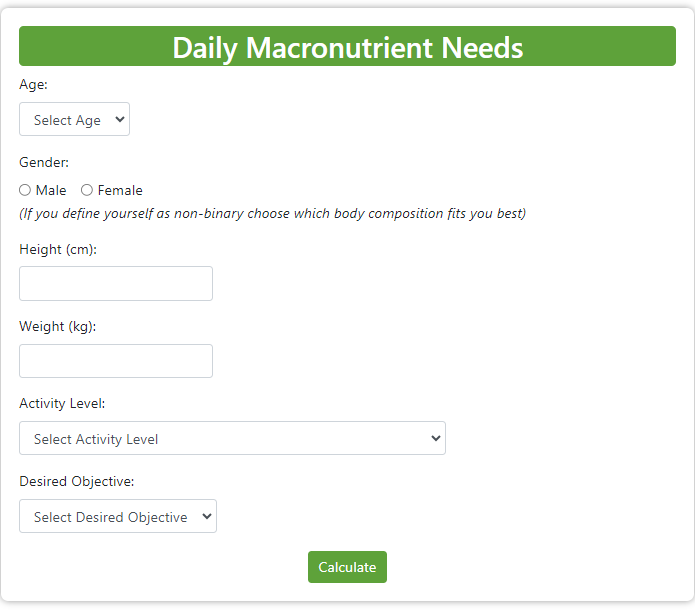 Daily Macronutrient Needs
Age:
Select Age
Gender:
Male Female
(If you define yourself as non-binary choose which body composition fits you best)
Height (cm):
Weight (kg):
Activity Level:
Select Activity Level
Desired Objective:
Select Desired Objective
Calculate